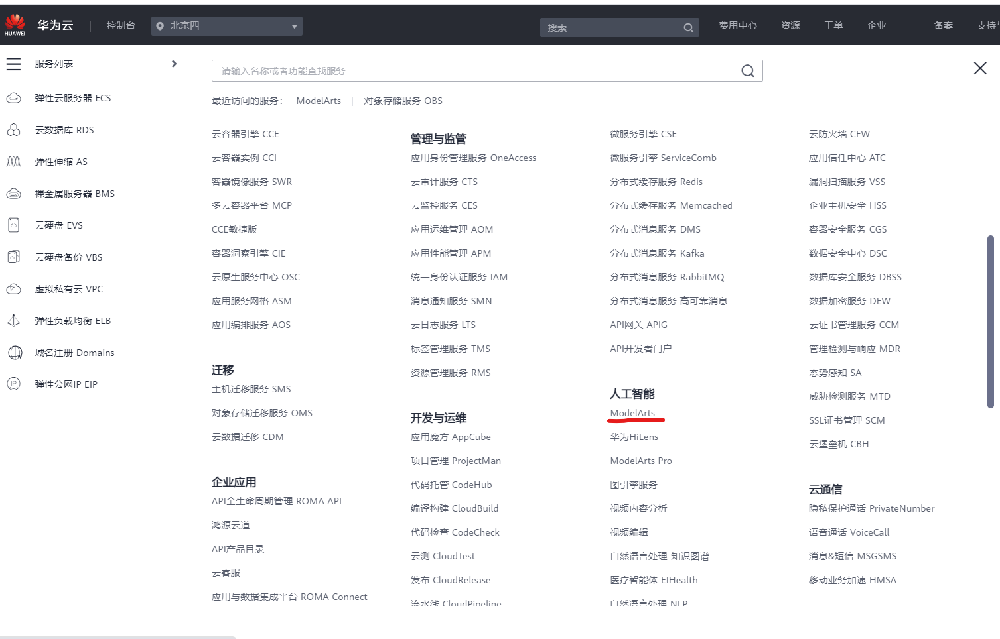 HUAWEI
华为云
控制台
北京四
搜索
费用中心
资源
工单
企业
备案
支持与
服务列表
弹性云服务器 ECS
云数据库 RDS
弹性伸缩 AS
裸金属服务器 BMS
云硬盘 EVS
云硬盘备份 VBS
虚拟私有云 VPC
弹性负载均衡 ELB
域名注册 Domains
弹性公网IP EIP
请输入名称或者功能查找服务
最近访问的服务： ModelArts 对象存储服务 OBS
云容器引擎 CCE
云容器实例 CCI
容器镜像服务 SWR
多云容器平台 MCP
CCE敏捷版
容器洞察引擎 CIE
云原生服务中心 OSC
应用服务网格 ASM
应用编排服务 AOS
迁移
主机迁移服务 SMS
对象存储迁移服务 OMS
云数据迁移 CDM
企业应用
API全生命周期管理 ROMA API
鸿源云道
API产品目录
云客服
应用与数据集成平台 ROMA Connect
管理与监管
应用身份管理服务 OneAccess
云审计服务 CTS
云监控服务 CES
应用运维管理 AOM
应用性能管理 APM
统一身份认证服务 IAM
消息通知服务 SMN
云日志服务 LTS
标签管理服务 TMS
资源管理服务 RMS
开发与运维
应用魔方 AppCube
项目管理 ProjectMan
代码托管 CodeHub
编译构建 CloudBuild
代码检查 CodeCheck
云测 CloudTest
发布 CloudRelease
流水线 CloudPipeline
微服务引擎 CSE
微服务引擎 ServiceComb
分布式缓存服务 Redis
分布式缓存服务 Memcached
分布式消息服务 DMS
分布式消息服务 Kafka
分布式消息服务 RabbitMQ
分布式消息服务 高可靠消息
API网关 APIG
API开发者门户
人工智能
ModelArts
华为HiLens
ModelArts Pro
图引擎服务
视频内容分析
视频编辑
自然语言处理-知识图谱
医疗智能体 EIHealth
自然语言处理 NLP
云防火墙 CFW
应用信任中心 ATC
漏洞扫描服务 VSS
企业主机安全 HSS
容器安全服务 CGS
数据安全中心 DSC
数据库安全服务 DBSS
数据加密服务 DEW
云证书管理服务 CCM
管理检测与响应 MDR
态势感知 SA
威胁检测服务 MTD
SSL证书管理 SCM
云堡垒机 CBH
云通信
隐私保护通话 PrivateNumber
语音通话 VoiceCall
消息&短信 MSGSMS
移动业务加速 HMSA